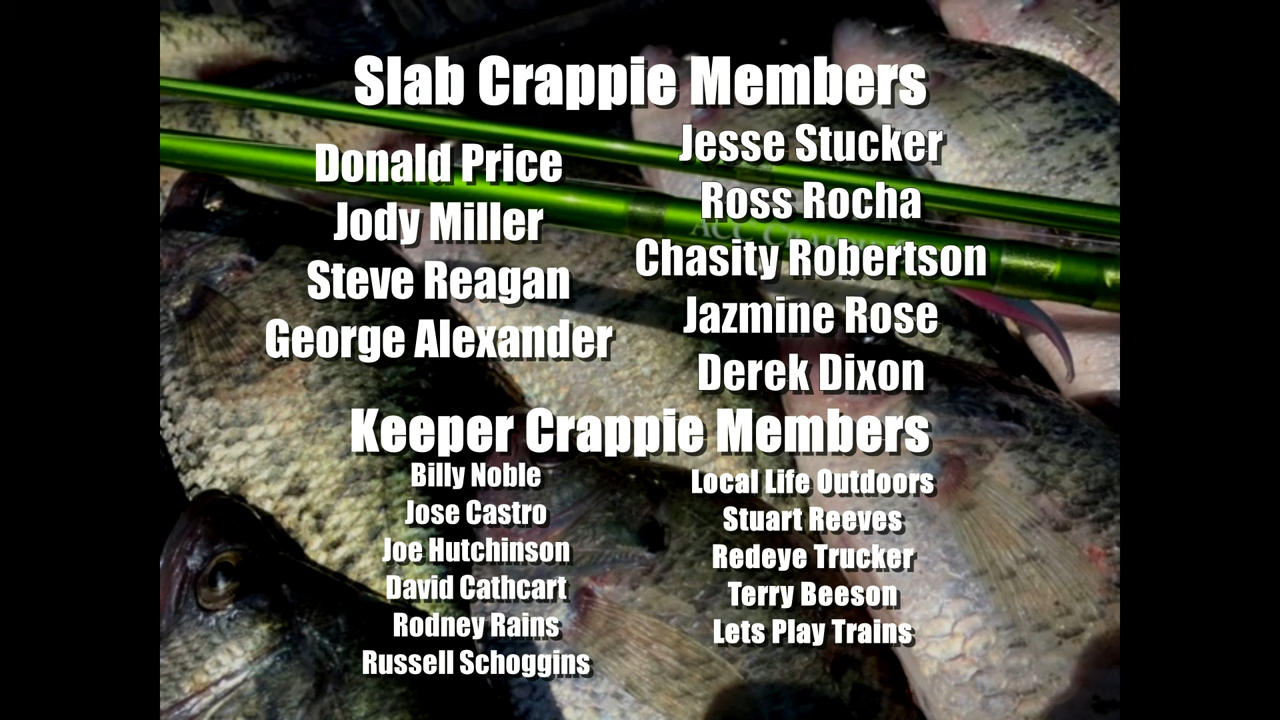 Slab Crappie Members
Donald Price
Jody Miller
Steve Reagan
George Alexander
Jesse Stucker
Ross Rocha
Chasity Robertson
Jazmine Rose
Derek Dixon
Keeper Crappie Members
Billy Noble
Jose Castro
Joe Hutchinson
David Cathcart
Rodney Rains
Russell Schoggins
Local Life Outdoors
Stuart Reeves
Redeye Trucker
Terry Beeson
Lets Play Trains